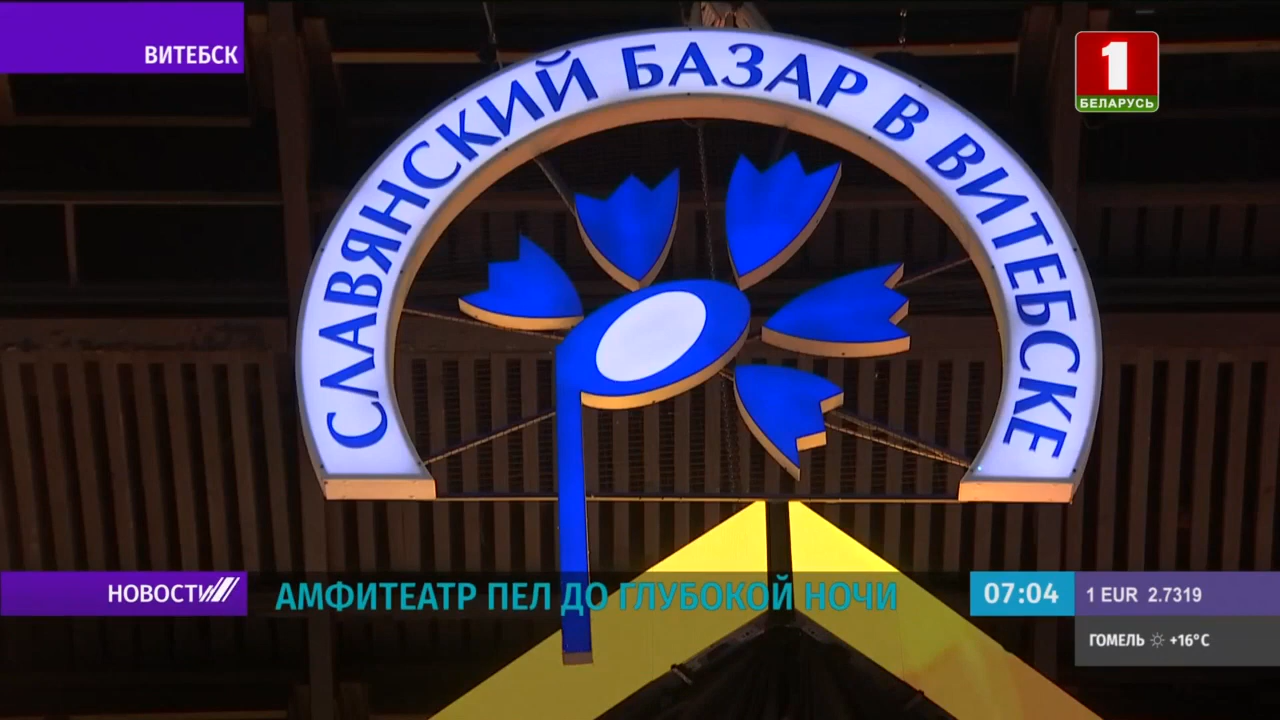 ВИТЕБСК
СЛАВЯНСКИЙ БАЗАР В ВИТЕБСКЕ
1
БЕЛАРУСЬ
НОВОСТИ
АМФИТЕАТР ПЕЛ ДО ГЛУБОКОЙ НОЧИ
07:04
1 EUR 2.7319
ГОМЕЛЬ +16°C